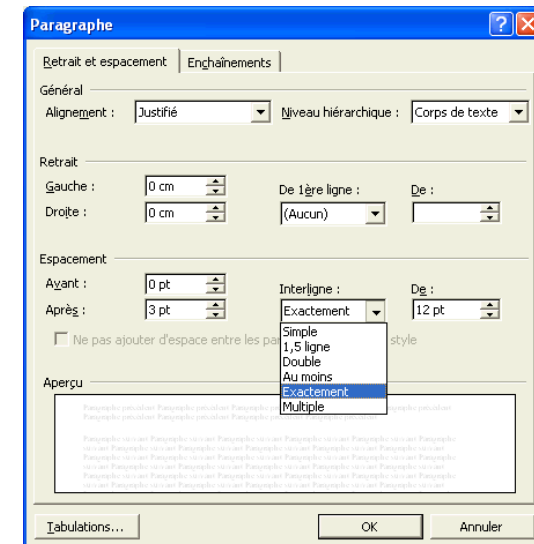 Paragraphe
Retrait et espacement Enchaînements
Général
Alignement : Justifié Niveau hiérarchique : Corps de texte
Retrait
Gauche : 0 cm De 1ère ligne : De :
Droite : 0 cm (Aucun)
Espacement
Avant : 0 pt Interligne : De :
Après : 3 pt Exactement 12 pt
Ne pas ajouter d'espace entre les par style
Simple
1,5 ligne
Double
Au moins
Exactement
Multiple
Aperçu
Tabulations... OK Annuler